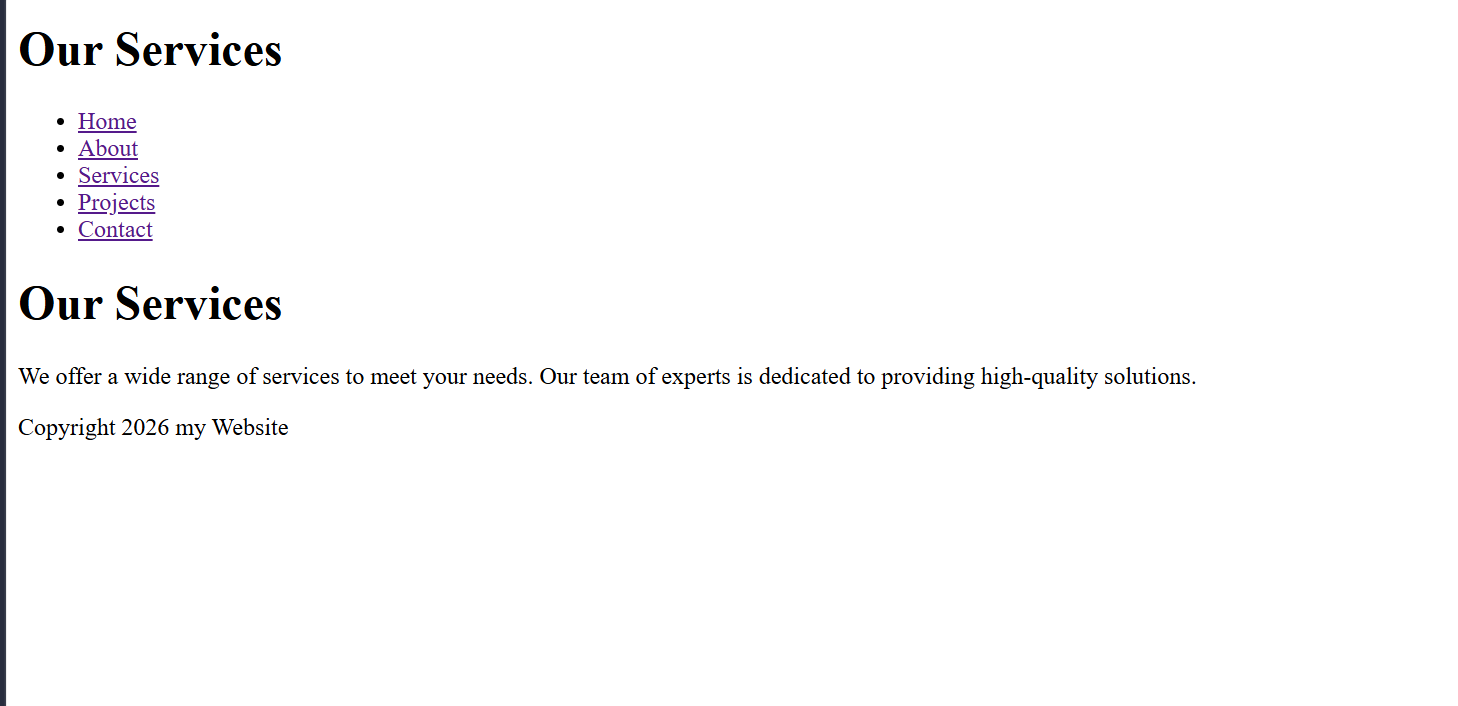 Our Services
Home
About
Services
Projects
Contact
Our Services
We offer a wide range of services to meet your needs. Our team of experts is dedicated to providing high-quality solutions.
Copyright 2026 my Website